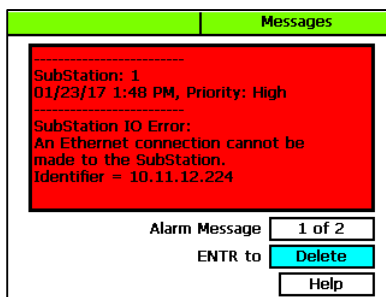 Messages
------------------------
SubStation: 1
01/23/17 1:48 PM, Priority: High
------------------------
SubStation IO Error:
An Ethernet connection cannot be
made to the SubStation.
Identifier = 10.11.12.224
Alarm Message 1 of 2
ENTR to Delete
Help